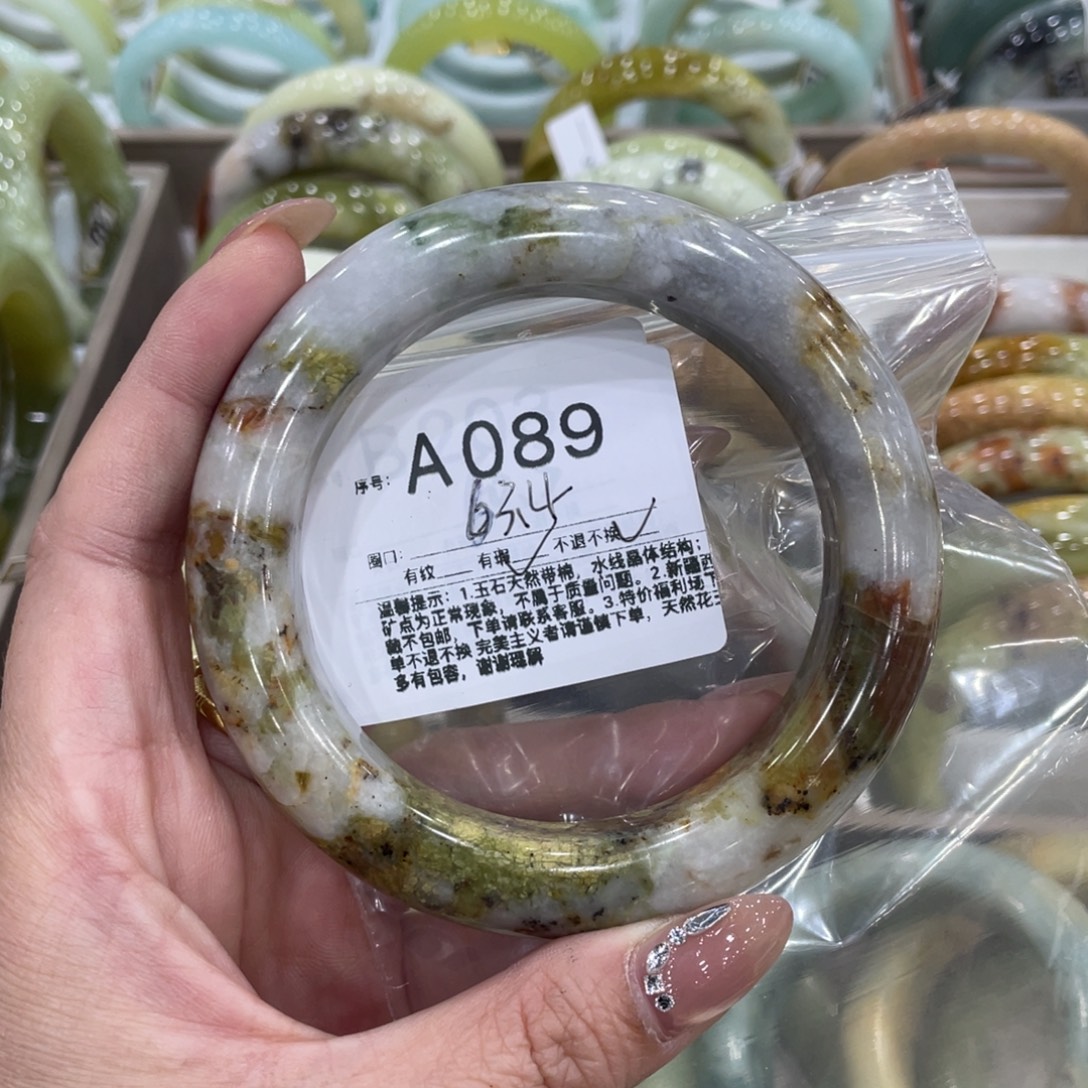 序号: A089
63.4
圈口: 有瑕 不退不换
有纹
温馨提示：1.玉石天然带棉，水线晶体结构；
矿点为正常现象，不属于质量问题。2.新疆西
藏不包邮，下单请联系客服。3.特价福利场下
单不退不换 完美主义者请谨慎下单，天然花玉
多有包容，谢谢理解